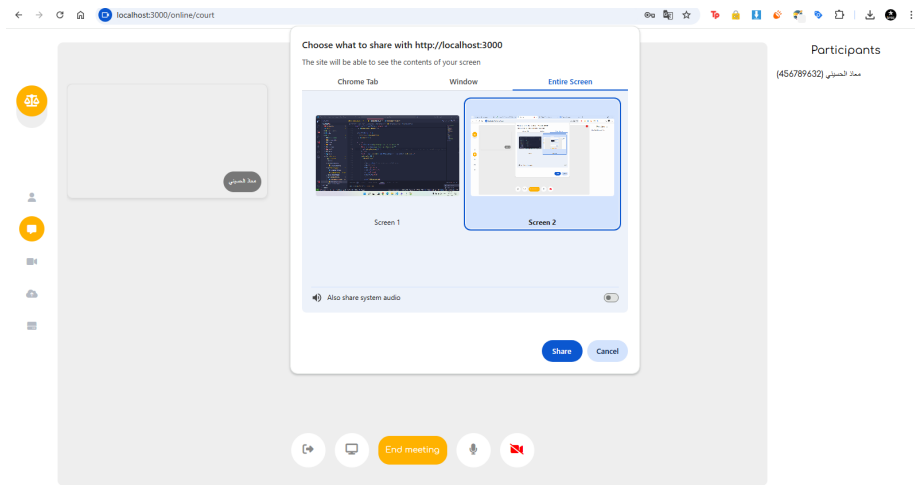 localhost:3000/online/court
Choose what to share with http://localhost:3000
The site will be able to see the contents of your screen
Chrome Tab
Window
Entire Screen
Screen 1
Screen 2
Also share system audio
Share
Cancel
معاذ الحسيني
End meeting
Participants
معاذ الحسيني (456789632)